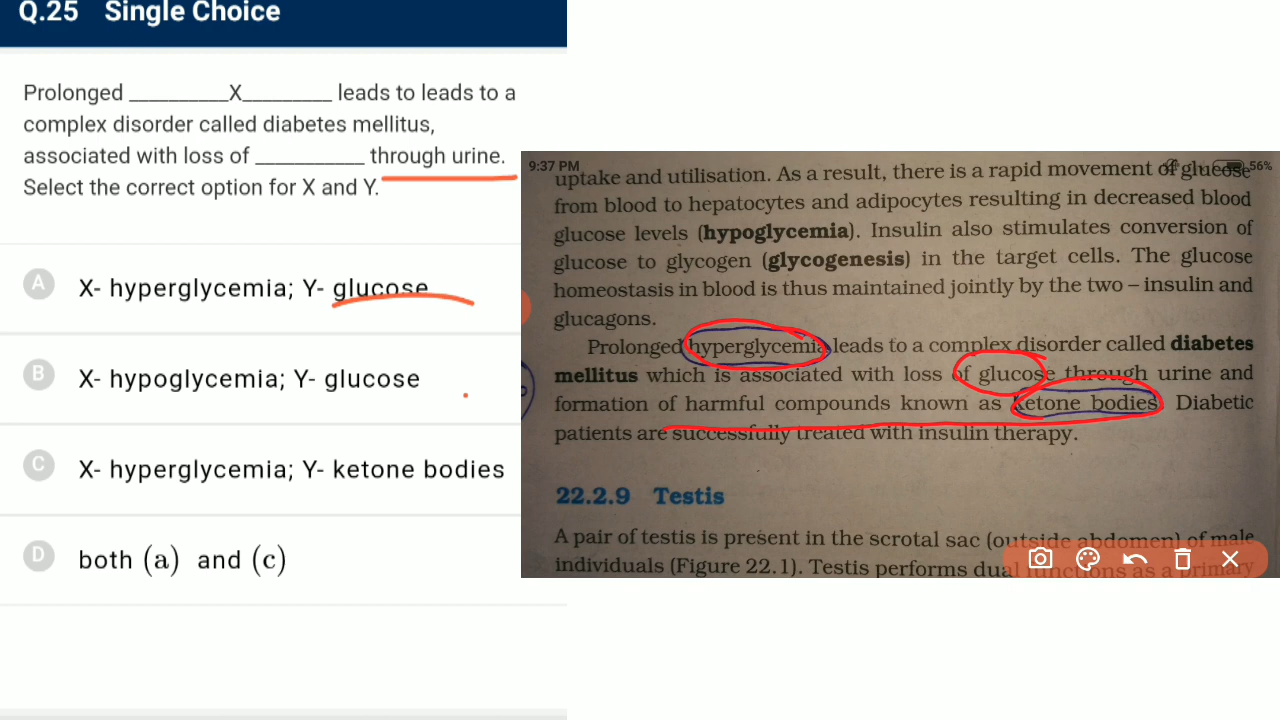 Q.25 Single Choice
Prolonged __________X_________ leads to leads to a
complex disorder called diabetes mellitus,
associated with loss of ___________ through urine.
Select the correct option for X and Y.
A X- hyperglycemia; Y- glucose
B X- hypoglycemia; Y- glucose
C X- hyperglycemia; Y- ketone bodies
D both (a) and (c)
9:37 PM 56%
uptake and utilisation. As a result, there is a rapid movement of glucose
from blood to hepatocytes and adipocytes resulting in decreased blood
glucose levels (hypoglycemia). Insulin also stimulates conversion of
glucose to glycogen (glycogenesis) in the target cells. The glucose
homeostasis in blood is thus maintained jointly by the two – insulin and
glucagons.
Prolonged hyperglycemia leads to a complex disorder called diabetes
mellitus which is associated with loss of glucose through urine and
formation of harmful compounds known as ketone bodies. Diabetic
patients are successfully treated with insulin therapy.
22.2.9 Testis
A pair of testis is present in the scrotal sac (outside abdomen) of male
individuals (Figure 22.1). Testis performs dual functions as a primary